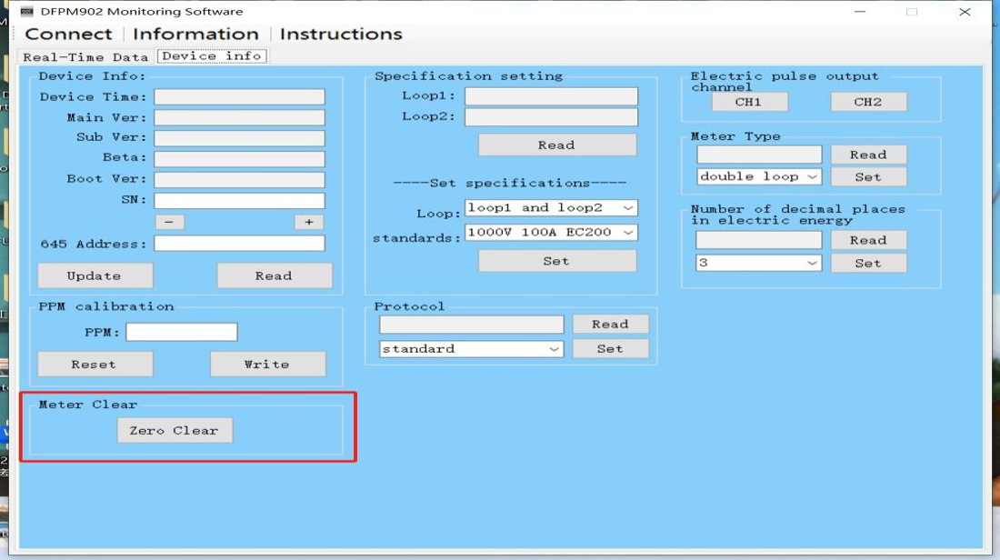 DFPM902 Monitoring Software
Connect Information Instructions
Real-Time Data Device info
Device Info:
Device Time:
Main Ver:
Sub Ver:
Beta:
Boot Ver:
SN:
− +
645 Address:
Update Read
PPM calibration
PPM:
Reset Write
Meter Clear
Zero Clear
Specification setting
Loop1:
Loop2:
Read
----Set specifications----
Loop: loop1 and loop2
standards: 1000V 100A EC200
Set
Protocol
Read
standard Set
Electric pulse output
channel
CH1 CH2
Meter Type
Read
double loop Set
Number of decimal places
in electric energy
Read
3 Set